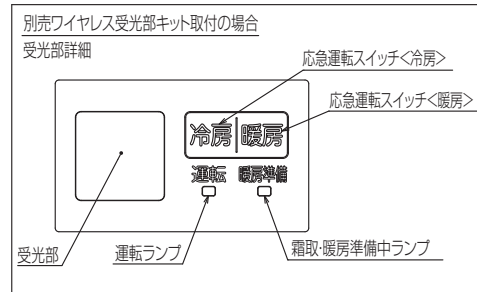 別売ワイヤレス受光部キット取付の場合
受光部詳細
応急運転スイッチ<冷房>
応急運転スイッチ<暖房>
冷房 暖房
運転 暖房準備
受光部
運転ランプ
霜取・暖房準備中ランプ